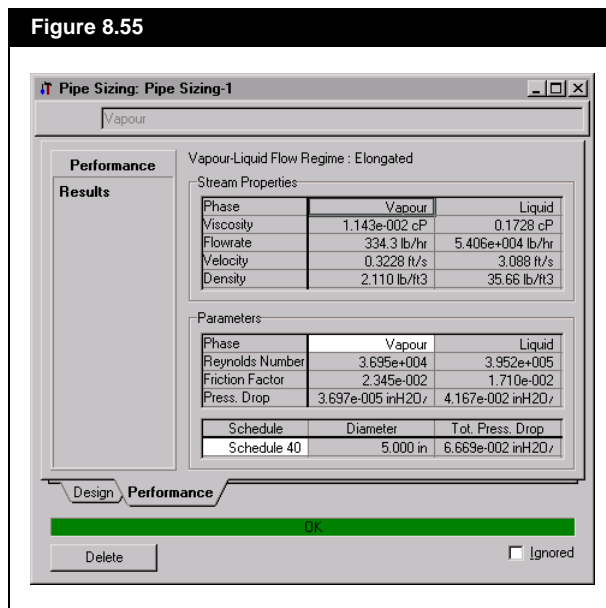 Figure 8.55
Pipe Sizing: Pipe Sizing-1
Vapour
Performance
Results
Vapour-Liquid Flow Regime : Elongated
Stream Properties
Phase Vapour Liquid
Viscosity 1.143e-002 cP 0.1728 cP
Flowrate 334.3 lb/hr 5.406e+004 lb/hr
Velocity 0.3228 ft/s 3.088 ft/s
Density 2.110 lb/ft3 35.66 lb/ft3
Parameters
Phase Vapour Liquid
Reynolds Number 3.695e+004 3.952e+005
Friction Factor 2.345e-002 1.710e-002
Press. Drop 3.697e-005 inH2O/ 4.167e-002 inH2O/
Schedule Diameter Tot. Press. Drop
Schedule 40 5.000 in 6.669e-002 inH2O/
Design Performance
OK
Delete Ignored